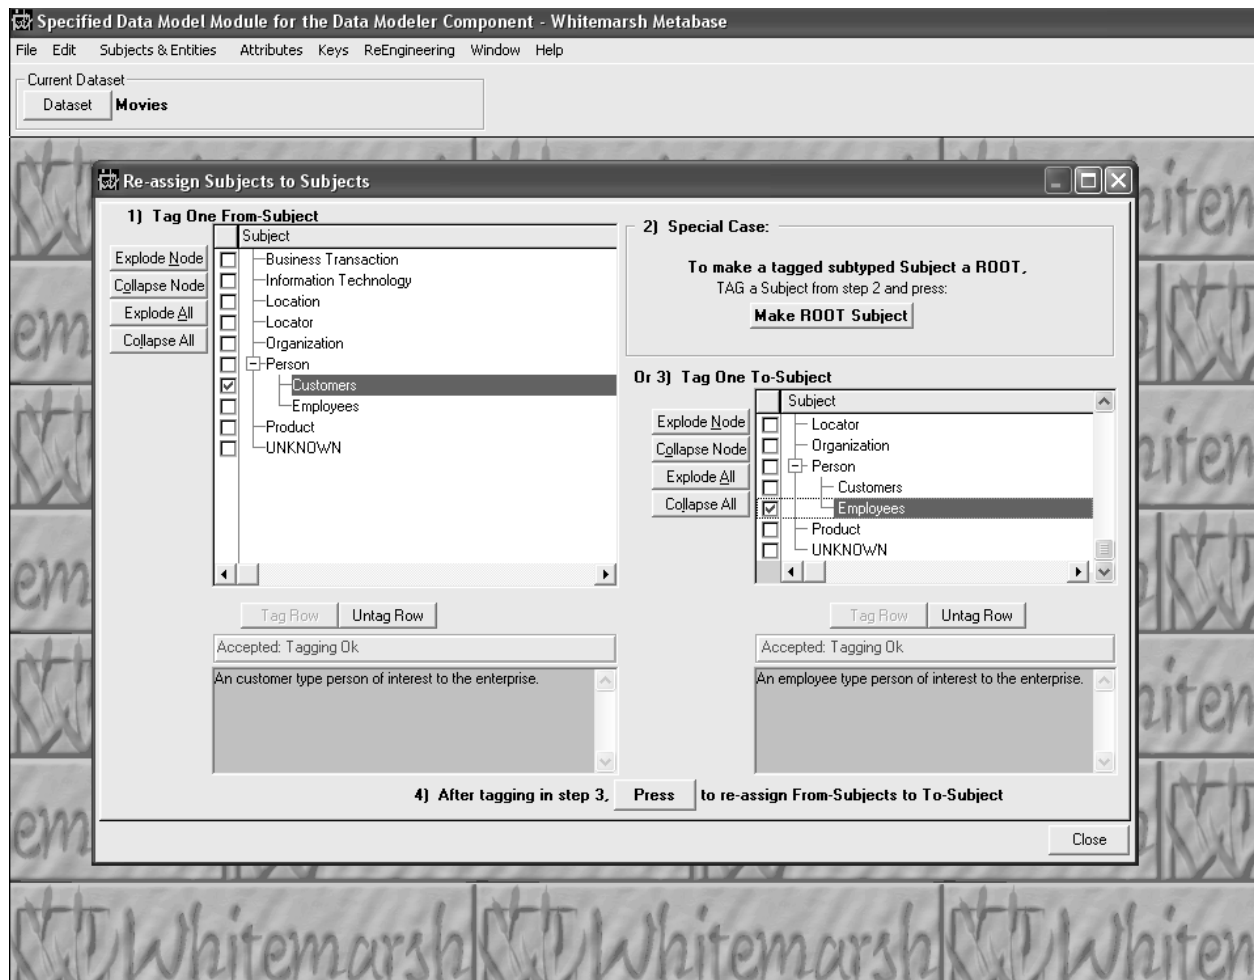 Specified Data Model Module for the Data Modeler Component - Whitemarsh Metabase
File Edit Subjects & Entities Attributes Keys ReEngineering Window Help
Current Dataset
Dataset Movies
Re-assign Subjects to Subjects
1) Tag One From-Subject
Subject
Explode Node
Collapse Node
Explode All
Collapse All
Business Transaction
Information Technology
Location
Locator
Organization
Person
Customers
Employees
Product
UNKNOWN
Tag Row Untag Row
Accepted: Tagging Ok
An customer type person of interest to the enterprise.
2) Special Case:
To make a tagged subtyped Subject a ROOT,
TAG a Subject from step 2 and press:
Make ROOT Subject
Or 3) Tag One To-Subject
Subject
Explode Node
Collapse Node
Explode All
Collapse All
Locator
Organization
Person
Customers
Employees
Product
UNKNOWN
Tag Row Untag Row
Accepted: Tagging Ok
An employee type person of interest to the enterprise.
4) After tagging in step 3, Press to re-assign From-Subjects to To-Subject
Close
Whitemarsh Whitemarsh Whitem